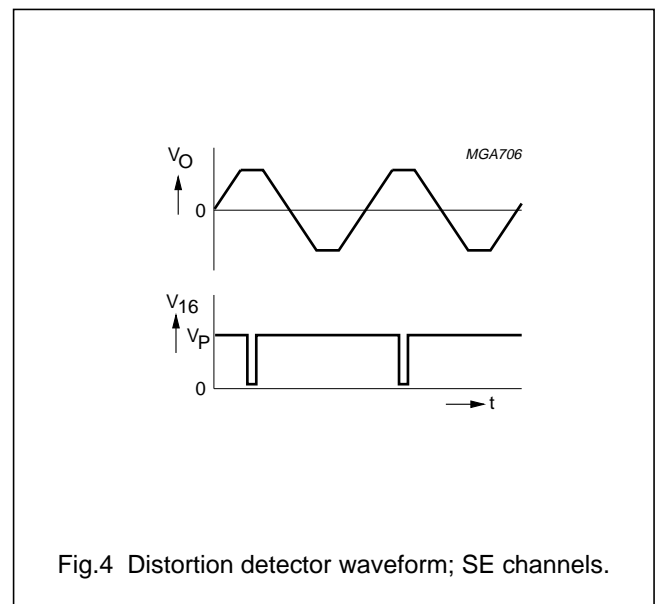 MGA706
VO
0
V16
VP
0
t
Fig.4 Distortion detector waveform; SE channels.